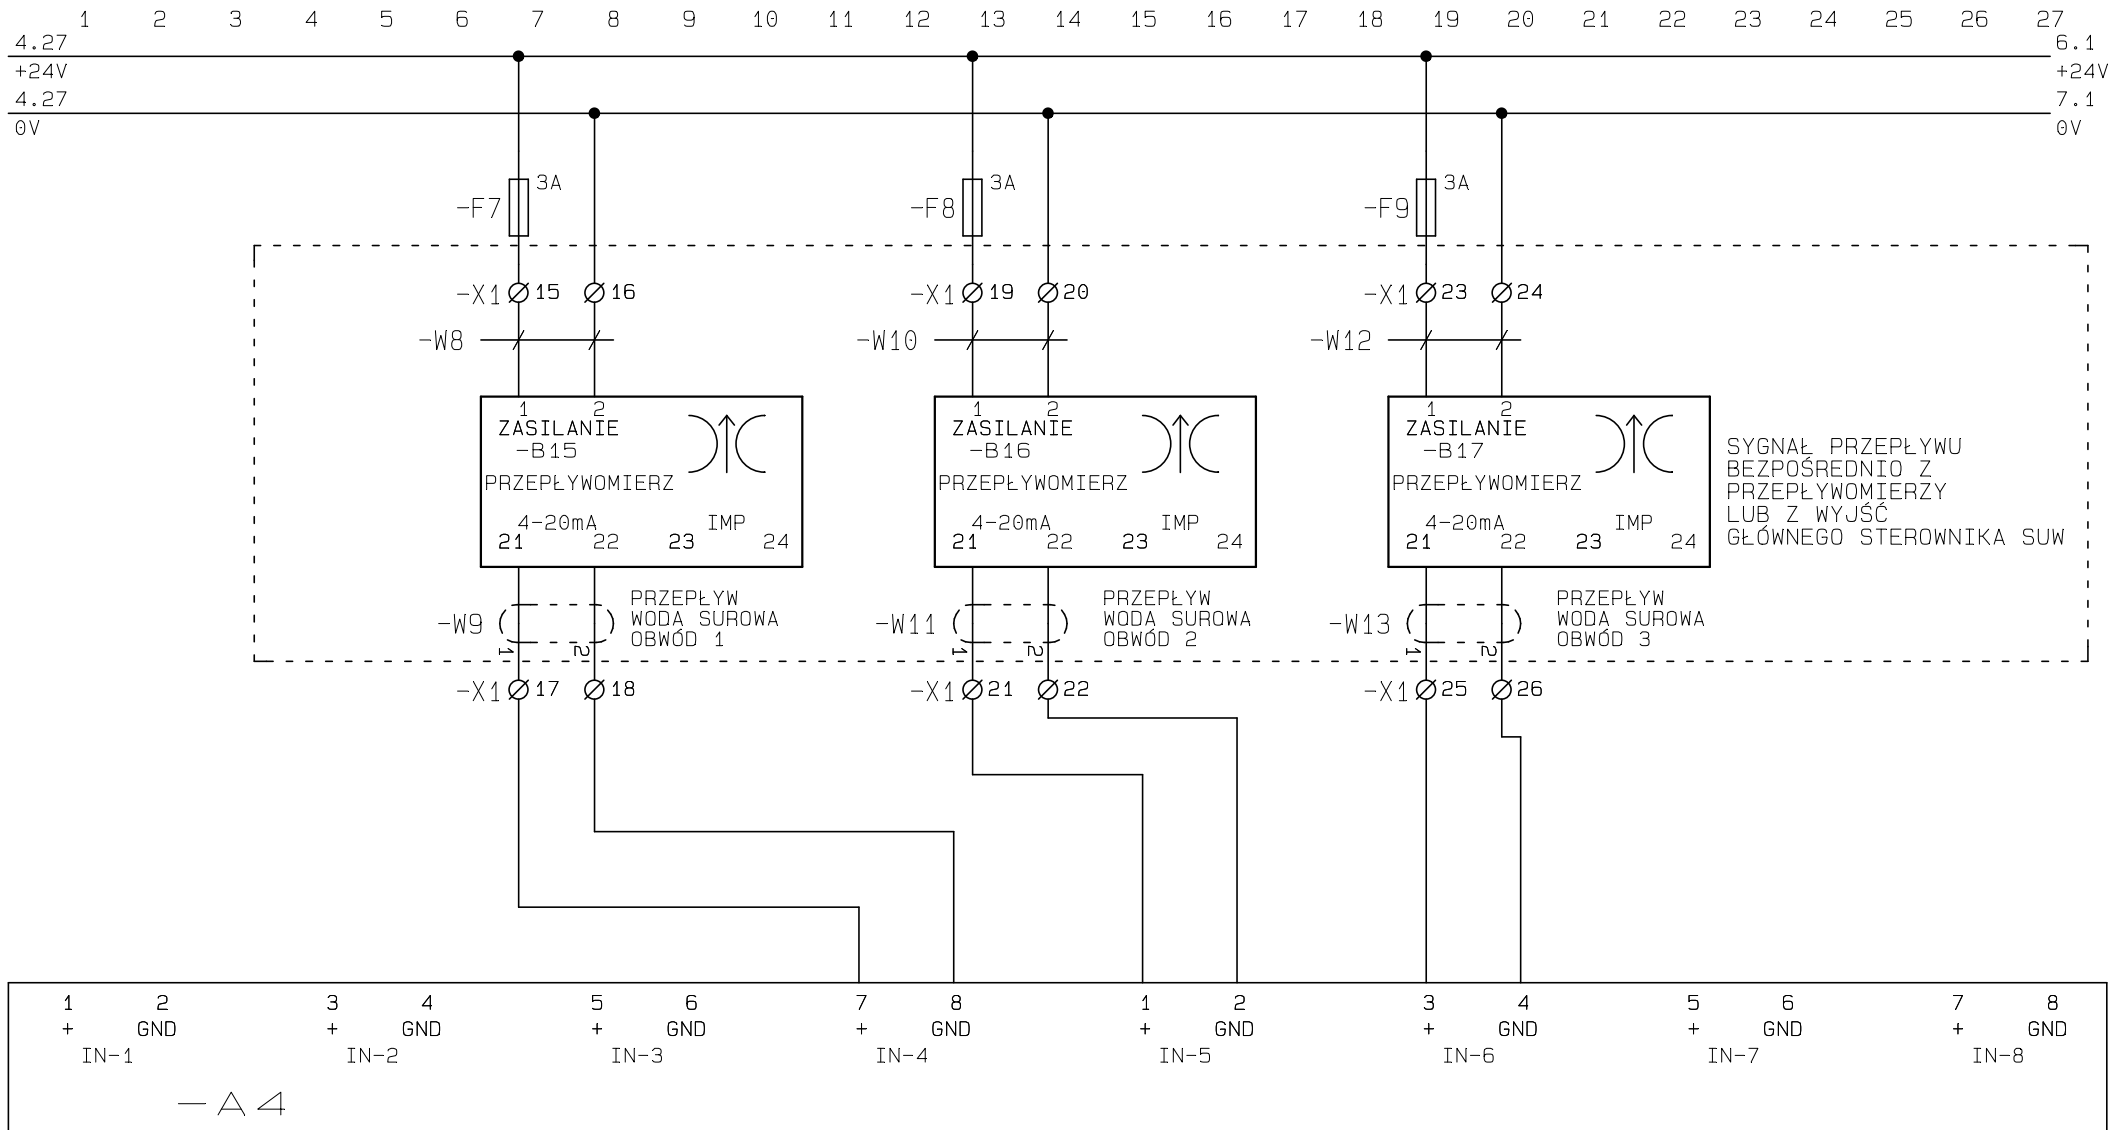 1 2 3 4 5 6 7 8 9 10 11 12 13 14 15 16 17 18 19 20 21 22 23 24 25 26 27
4.27 6.1
+24V +24V
4.27 7.1
0V 0V
3A 3A 3A
-F7 -F8 -F9
-X1 15 16 -X1 19 20 -X1 23 24
-W8 -W10 -W12
1 2 1 2 1 2
ZASILANIE ZASILANIE ZASILANIE
-B15 -B16 -B17
PRZEPŁYWOMIERZ PRZEPŁYWOMIERZ PRZEPŁYWOMIERZ
4-20mA IMP 4-20mA IMP 4-20mA IMP
21 22 23 24 21 22 23 24 21 22 23 24
SYGNAŁ PRZEPŁYWU
BEZPOŚREDNIO Z
PRZEPŁYWOMIERZY
LUB Z WYJŚĆ
GŁÓWNEGO STEROWNIKA SUW
PRZEPŁYW PRZEPŁYW PRZEPŁYW
-W9 WODA SUROWA -W11 WODA SUROWA -W13 WODA SUROWA
OBWÓD 1 OBWÓD 2 OBWÓD 3
1 2 1 2 1 2
-X1 17 18 -X1 21 22 -X1 25 26
1 2 3 4 5 6 7 8 1 2 3 4 5 6 7 8
+ GND + GND + GND + GND + GND + GND + GND + GND
IN-1 IN-2 IN-3 IN-4 IN-5 IN-6 IN-7 IN-8
-A4